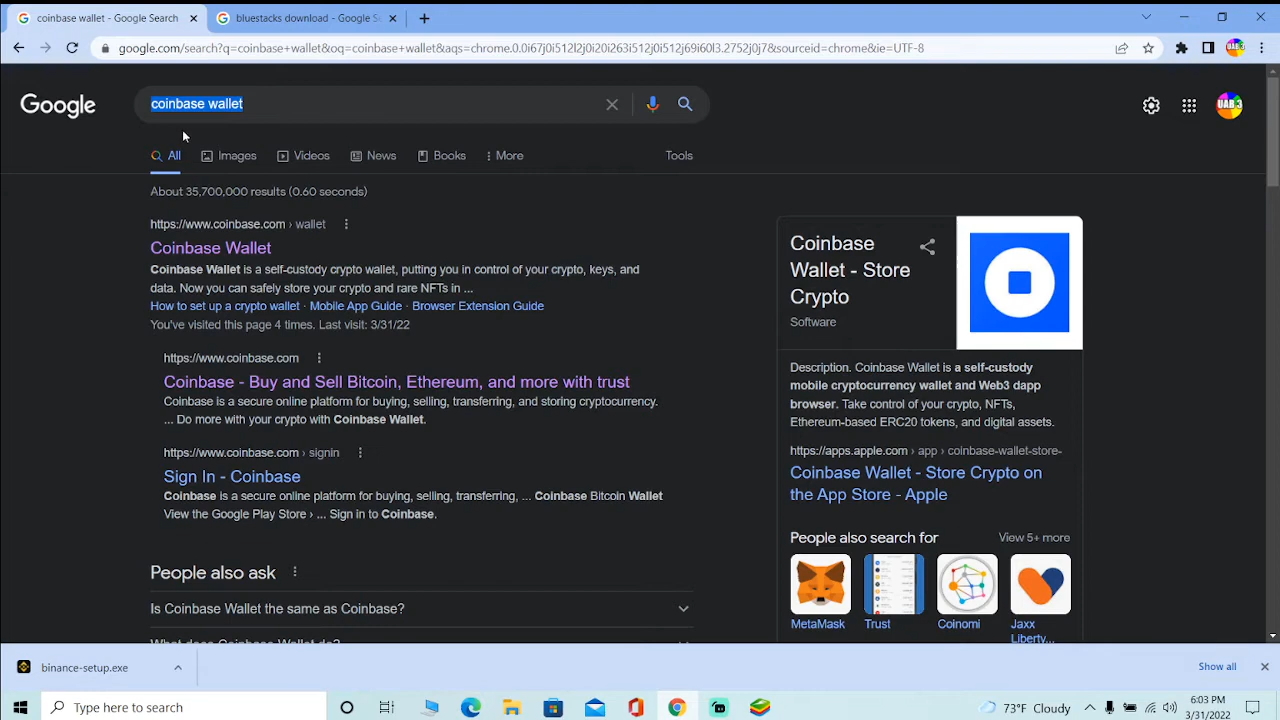 coinbase wallet - Google Search
bluestacks download - Google Se
google.com/search?q=coinbase+wallet&oq=coinbase+wallet&aqs=chrome.0.0i67j0i512l2j0i20i263i512j0i512j69i60l3.2752j0j7&sourceid=chrome&ie=UTF-8
Google
coinbase wallet
UAB 3
All
Images
Videos
News
Books
More
Tools
About 35,700,000 results (0.60 seconds)
https://www.coinbase.com › wallet
Coinbase Wallet
Coinbase Wallet is a self-custody crypto wallet, putting you in control of your crypto, keys, and
data. Now you can safely store your crypto and rare NFTs in ...
How to set up a crypto wallet · Mobile App Guide · Browser Extension Guide
You've visited this page 4 times. Last visit: 3/31/22
https://www.coinbase.com
Coinbase - Buy and Sell Bitcoin, Ethereum, and more with trust
Coinbase is a secure online platform for buying, selling, transferring, and storing cryptocurrency.
... Do more with your crypto with Coinbase Wallet.
https://www.coinbase.com › signin
Sign In - Coinbase
Coinbase is a secure online platform for buying, selling, transferring, ... Coinbase Bitcoin Wallet
View the Google Play Store › ... Sign in to Coinbase.
People also ask
Is Coinbase Wallet the same as Coinbase?
What does Coinbase Wallet do?
Coinbase
Wallet - Store
Crypto
Software
Description. Coinbase Wallet is a self-custody
mobile cryptocurrency wallet and Web3 dapp
browser. Take control of your crypto, NFTs,
Ethereum-based ERC20 tokens, and digital assets.
https://apps.apple.com › app › coinbase-wallet-store-
Coinbase Wallet - Store Crypto on
the App Store - Apple
People also search for
View 5+ more
MetaMask
Trust
Coinomi
Jaxx
Liberty...
binance-setup.exe
Show all
Type here to search
73°F Cloudy
6:03 PM
3/31/2022